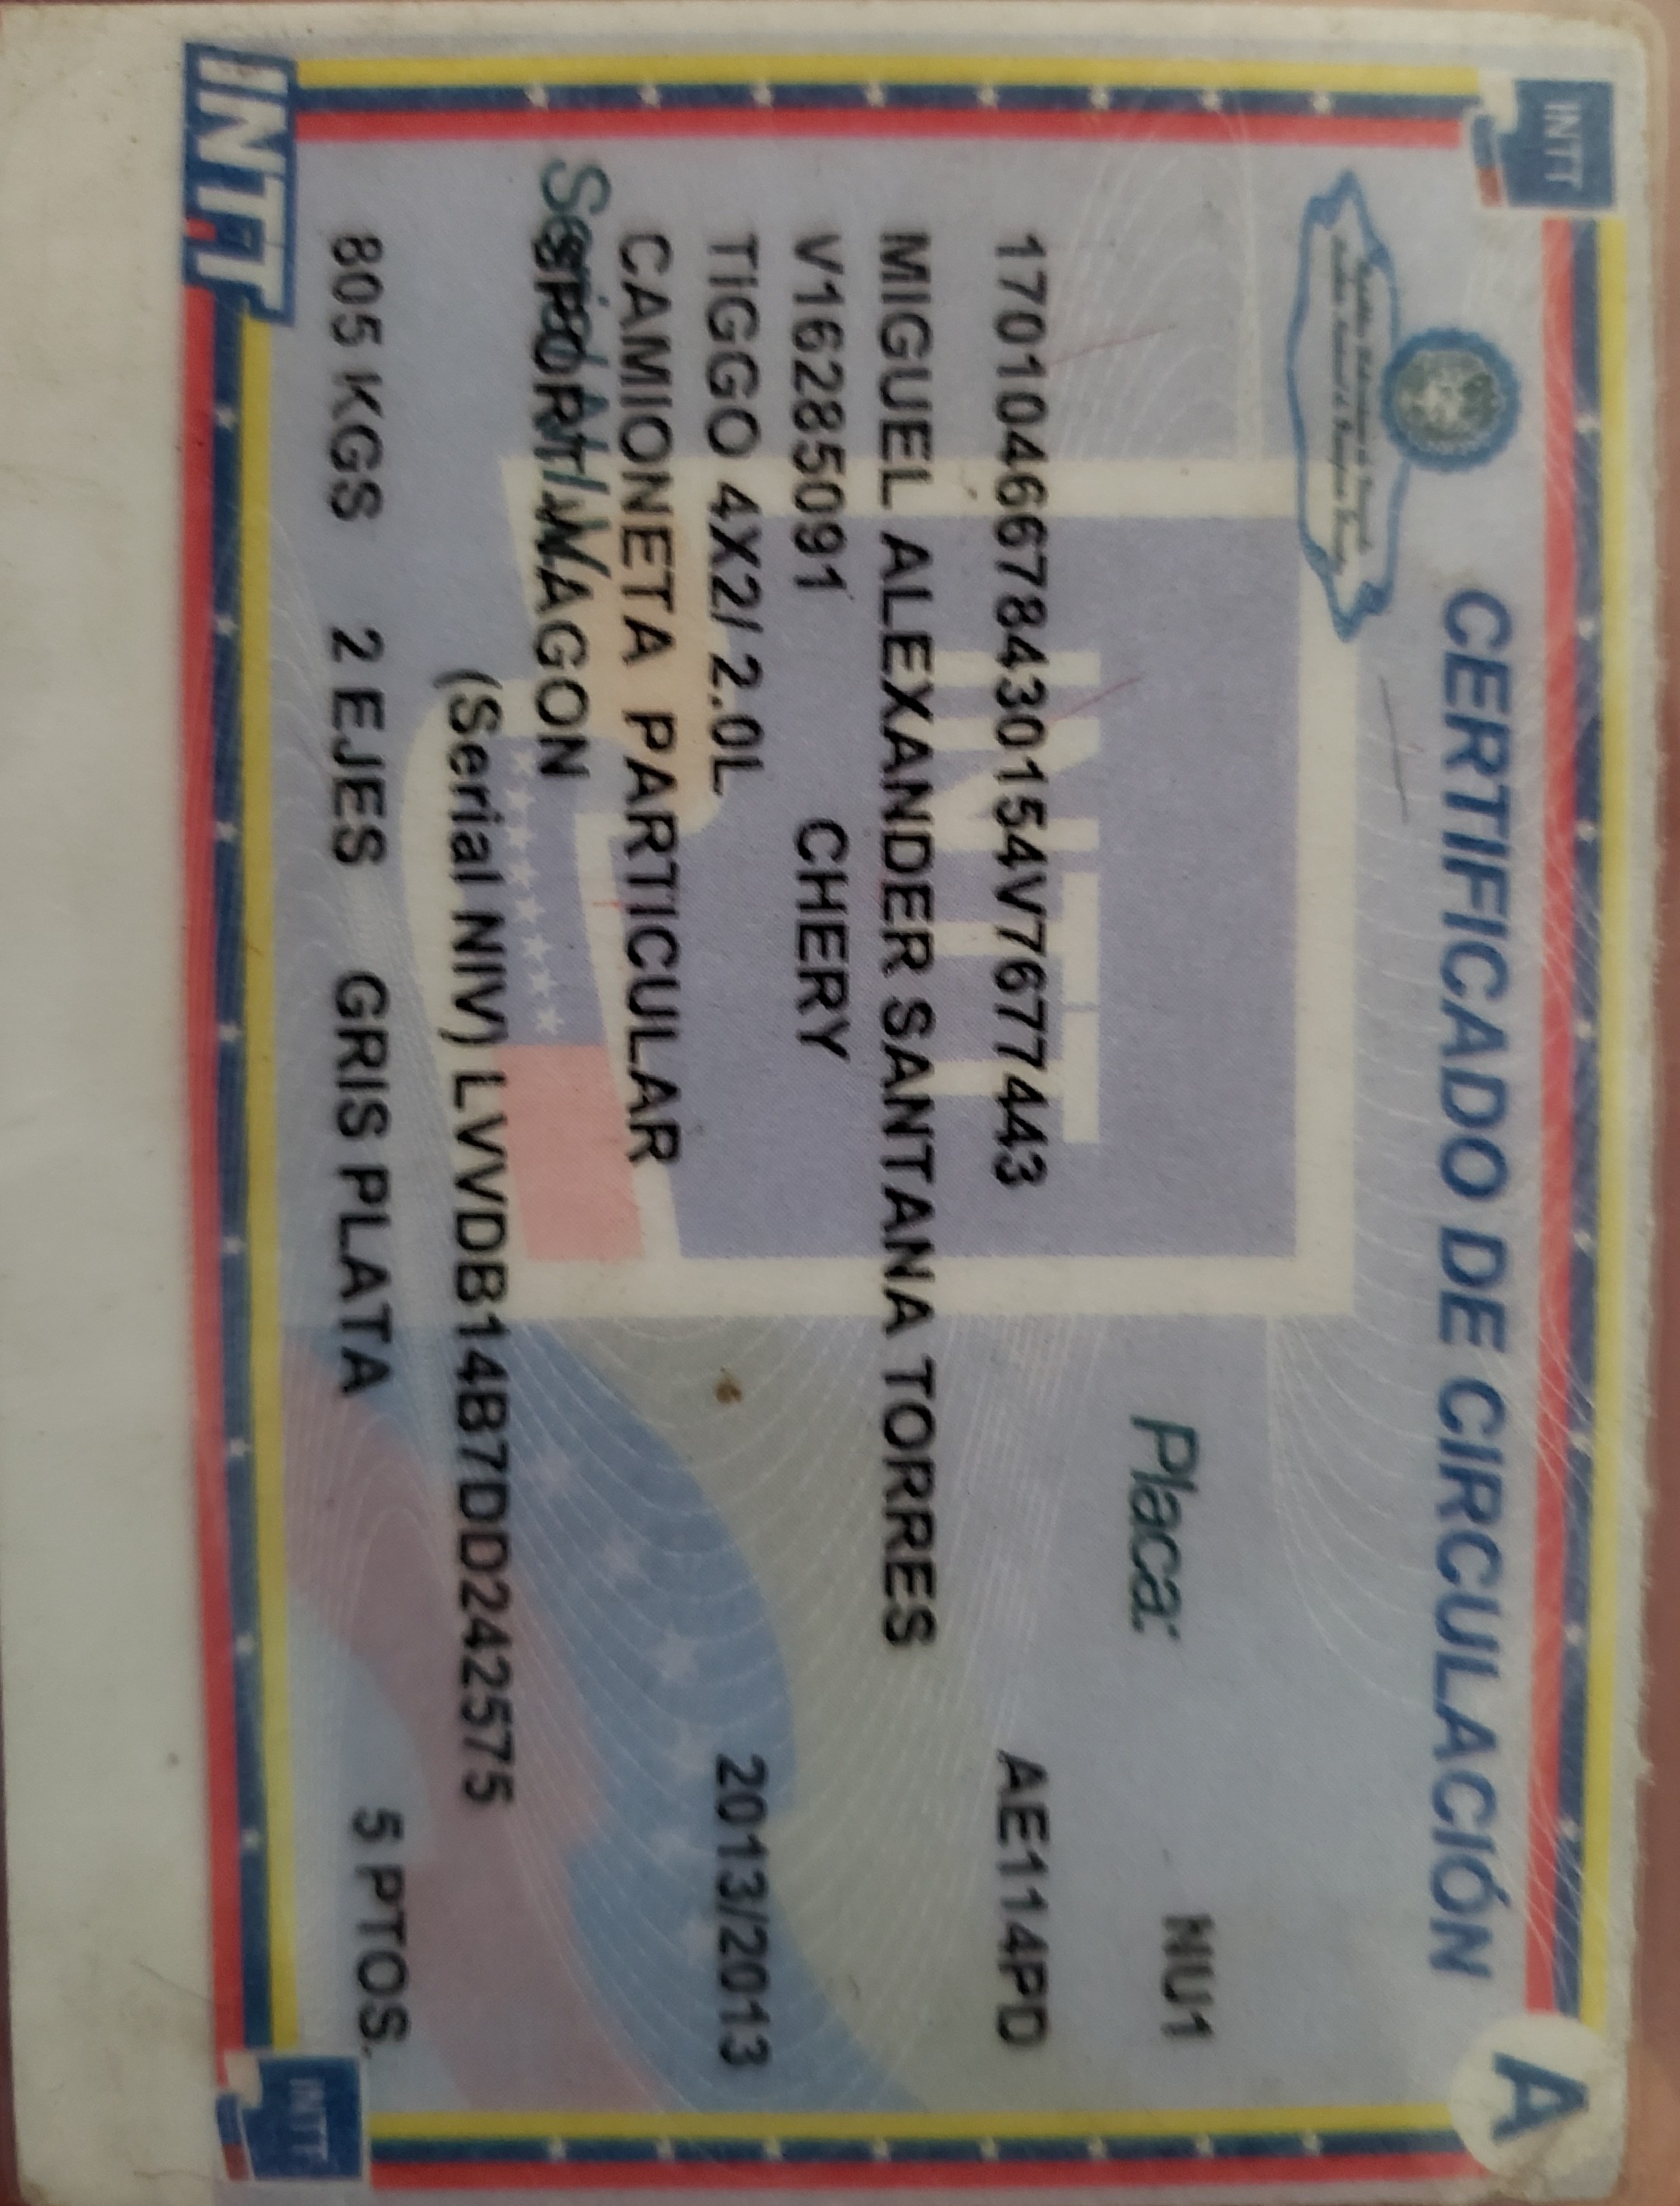 INTT
CERTIFICADO DE CIRCULACIÓN
A
NU1
Placa:
1701046678430154V7677443 AE114PD
MIGUEL ALEXANDER SANTANA TORRES
V16285091 CHERY
TIGGO 4X2/ 2.0L 2013/2013
CAMIONETA PARTICULAR
SPORT WAGON
(Serial NIV) LVVDB14B7DD242575
805 KGS 2 EJES GRIS PLATA 5 PTOS.
INTT
INTT
INTT